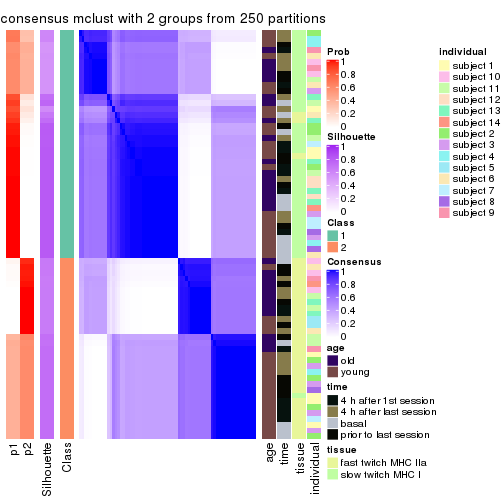 consensus mclust with 2 groups from 250 partitions
Prob
1
0.8
0.6
0.4
0.2
0
Silhouette
1
0.8
0.6
0.4
0.2
0
Class
1
2
Consensus
1
0.8
0.6
0.4
0.2
0
age
old
young
time
4 h after 1st session
4 h after last session
basal
prior to last session
tissue
fast twitch MHC IIa
slow twitch MHC I
individual
subject 1
subject 10
subject 11
subject 12
subject 13
subject 14
subject 2
subject 3
subject 4
subject 5
subject 6
subject 7
subject 8
subject 9
p1
p2
Silhouette
Class
age
time
tissue
individual